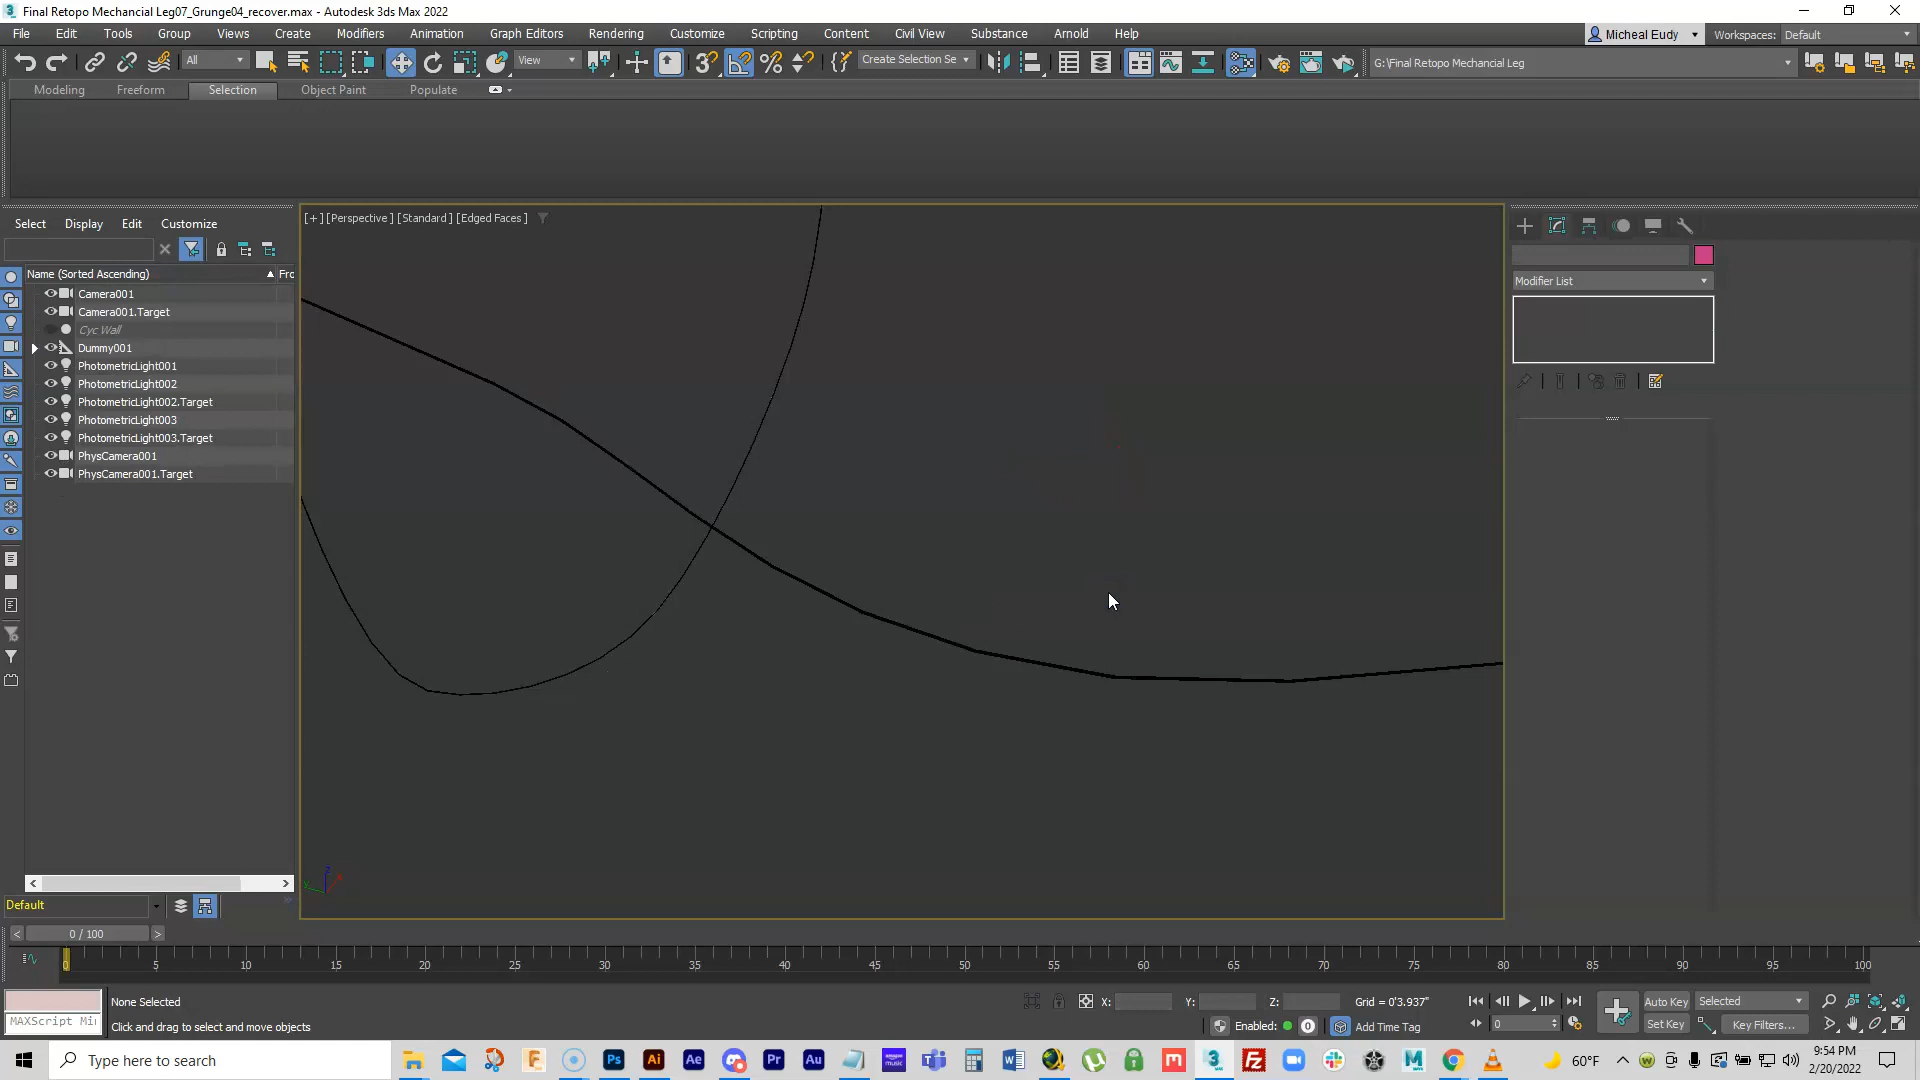 Final Retopo Mechancial Leg07_Grunge04_recover.max - Autodesk 3ds Max 2022
File Edit Tools Group Views Create Modifiers Animation Graph Editors Rendering Customize Scripting Content Civil View Substance Arnold Help Micheal Eudy Workspaces: Default
All View Create Selection Se G:\Final Retopo Mechancial Leg
Modeling Freeform Selection Object Paint Populate
Select Display Edit Customize
[+] [Perspective ] [Standard ] [Edged Faces ]
Name (Sorted Ascending) Fro
Modifier List
Camera001
Camera001.Target
Cyc Wall
Dummy001
PhotometricLight001
PhotometricLight002
PhotometricLight002.Target
PhotometricLight003
PhotometricLight003.Target
PhysCamera001
PhysCamera001.Target
Default
0 / 100
0 5 10 15 20 25 30 35 40 45 50 55 60 65 70 75 80 85 90 95 100
None Selected X: Y: Z: Grid = 0'3.937" Auto Key Selected
MAXScript Mi
Click and drag to select and move objects Enabled: 0 Add Time Tag 0 Set Key Key Filters...
Type here to search
60°F
9:54 PM
2/20/2022